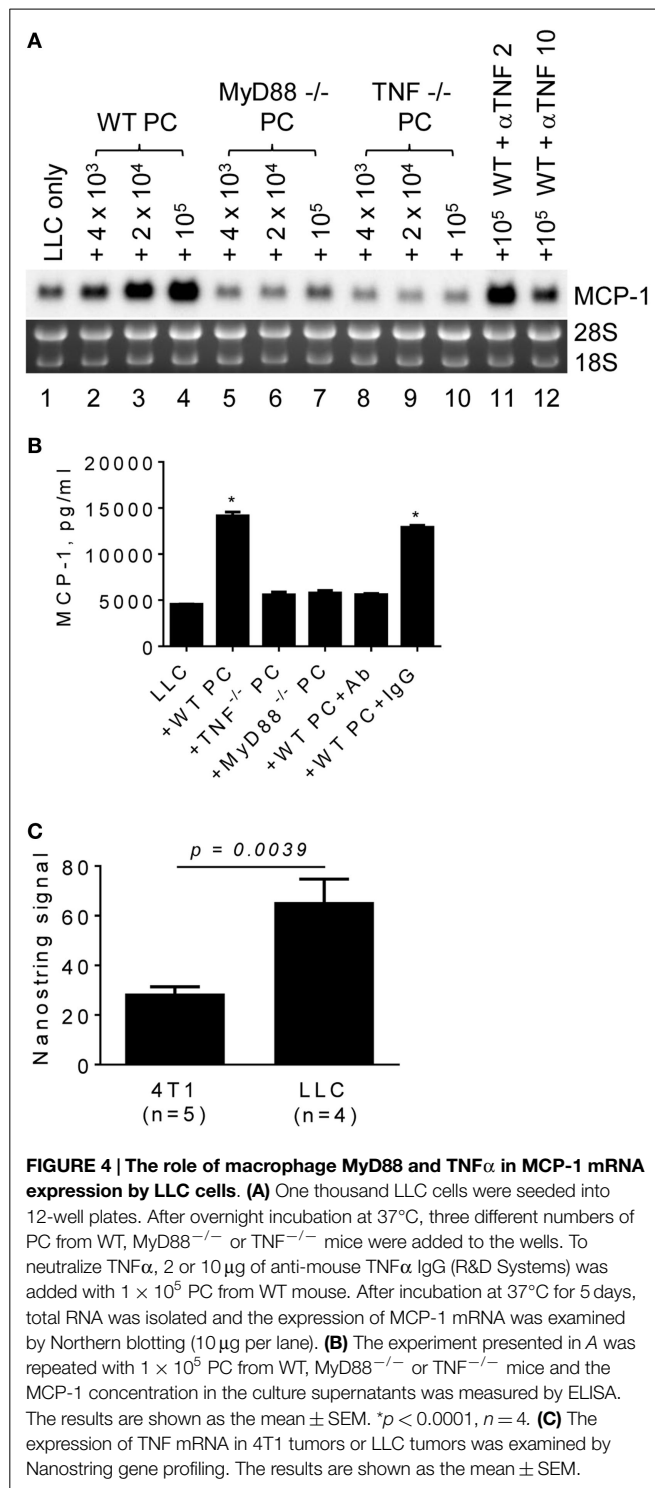 A
MyD88 -/-
TNF -/-
WT PC
PC
PC
LLC only
+ 4 x 10³
+ 2 x 10⁴
+ 10⁵
+ 4 x 10³
+ 2 x 10⁴
+ 10⁵
+ 4 x 10³
+ 2 x 10⁴
+ 10⁵
+10⁵ WT + αTNF 2
+10⁵ WT + αTNF 10
MCP-1
28S
18S
1 2 3 4 5 6 7 8 9 10 11 12
B
MCP-1, pg/ml
20000
15000
10000
5000
0
*
*
LLC
+WT PC
+TNF⁻/⁻ PC
+MyD88⁻/⁻ PC
+WT PC+Ab
+WT PC+IgG
C
p = 0.0039
Nanostring signal
80
60
40
20
0
4T1 LLC
(n=5) (n=4)
FIGURE 4 | The role of macrophage MyD88 and TNFα in MCP-1 mRNA
expression by LLC cells. (A) One thousand LLC cells were seeded into
12-well plates. After overnight incubation at 37°C, three different numbers of
PC from WT, MyD88⁻/⁻ or TNF⁻/⁻ mice were added to the wells. To
neutralize TNFα, 2 or 10 μg of anti-mouse TNFα IgG (R&D Systems) was
added with 1 × 10⁵ PC from WT mouse. After incubation at 37°C for 5 days,
total RNA was isolated and the expression of MCP-1 mRNA was examined
by Northern blotting (10 μg per lane). (B) The experiment presented in A was
repeated with 1 × 10⁵ PC from WT, MyD88⁻/⁻ or TNF⁻/⁻ mice and the
MCP-1 concentration in the culture supernatants was measured by ELISA.
The results are shown as the mean ± SEM. *p < 0.0001, n = 4. (C) The
expression of TNF mRNA in 4T1 tumors or LLC tumors was examined by
Nanostring gene profiling. The results are shown as the mean ± SEM.